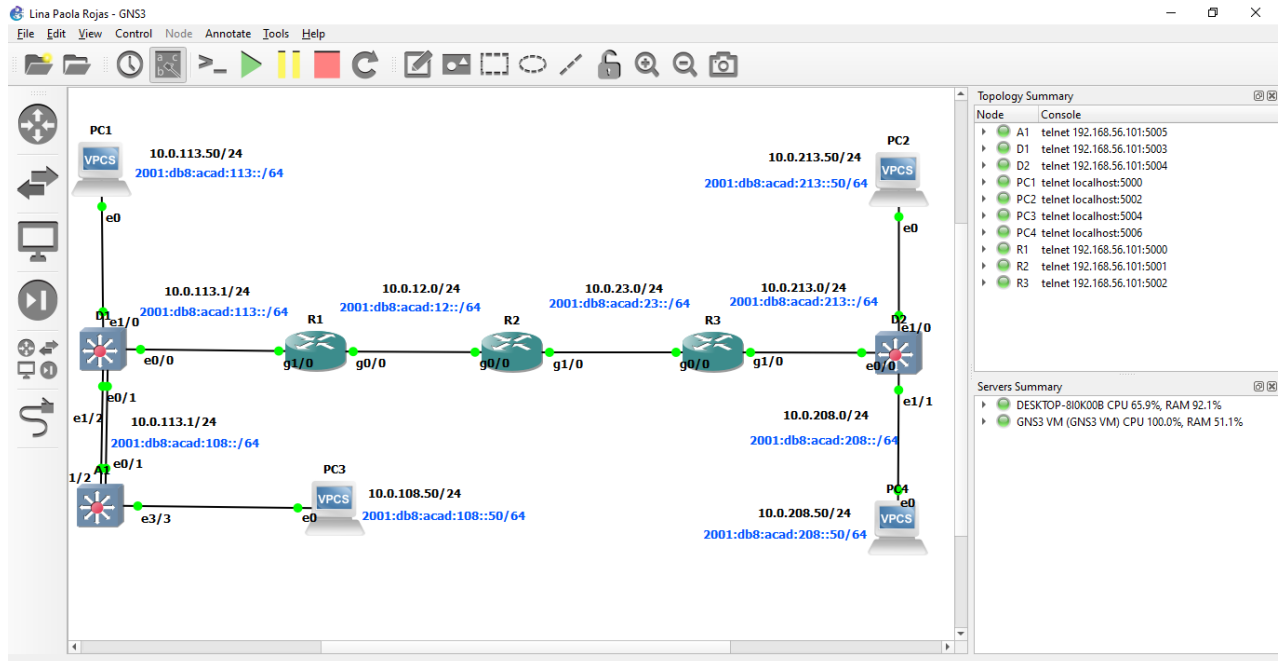 Lina Paola Rojas - GNS3
File Edit View Control Node Annotate Tools Help
Topology Summary
Node Console
A1 telnet 192.168.56.101:5005
D1 telnet 192.168.56.101:5003
D2 telnet 192.168.56.101:5004
PC1 telnet localhost:5000
PC2 telnet localhost:5002
PC3 telnet localhost:5004
PC4 telnet localhost:5006
R1 telnet 192.168.56.101:5000
R2 telnet 192.168.56.101:5001
R3 telnet 192.168.56.101:5002
Servers Summary
DESKTOP-8I0K00B CPU 65.9%, RAM 92.1%
GNS3 VM (GNS3 VM) CPU 100.0%, RAM 51.1%
PC1
VPCS
10.0.113.50/24
2001:db8:acad:113::/64
e0
PC2
VPCS
10.0.213.50/24
2001:db8:acad:213::50/64
e0
10.0.113.1/24
2001:db8:acad:113::/64
10.0.12.0/24
2001:db8:acad:12::/64
10.0.23.0/24
2001:db8:acad:23::/64
10.0.213.0/24
2001:db8:acad:213::/64
D1
e1/0
e0/0
R1
g1/0
g0/0
R2
g0/0
g1/0
R3
g0/0
g1/0
D2
e1/0
e0/0
e0/1
e1/2
10.0.113.1/24
2001:db8:acad:108::/64
e1/1
10.0.208.0/24
2001:db8:acad:208::/64
1/2
A1
e0/1
e3/3
PC3
VPCS
e0
10.0.108.50/24
2001:db8:acad:108::50/64
PC4
e0
VPCS
10.0.208.50/24
2001:db8:acad:208::50/64